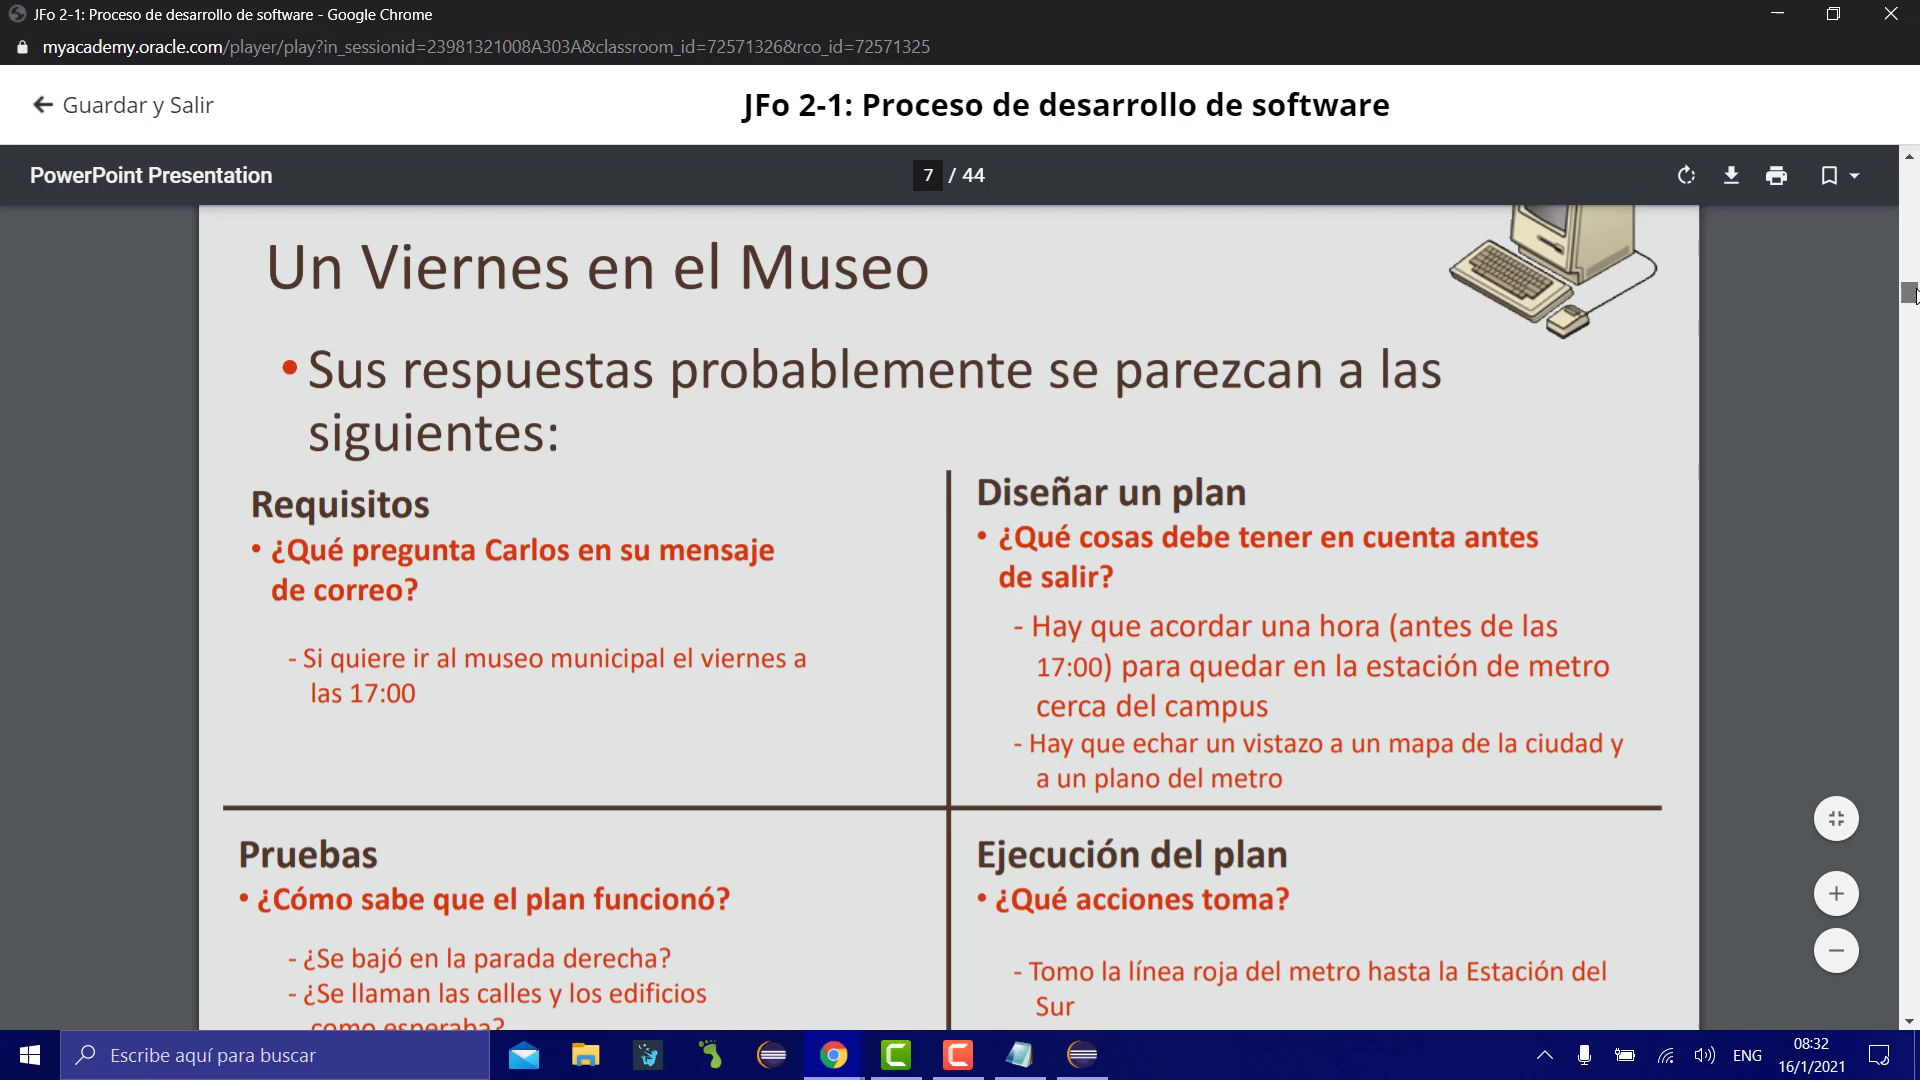 JFo 2-1: Proceso de desarrollo de software - Google Chrome
myacademy.oracle.com/player/play?in_sessionid=23981321008A303A&classroom_id=72571326&rco_id=72571325
Guardar y Salir
JFo 2-1: Proceso de desarrollo de software
PowerPoint Presentation
7 / 44
Un Viernes en el Museo
• Sus respuestas probablemente se parezcan a las
siguientes:
Requisitos
• ¿Qué pregunta Carlos en su mensaje
de correo?
- Si quiere ir al museo municipal el viernes a
las 17:00
Diseñar un plan
• ¿Qué cosas debe tener en cuenta antes
de salir?
- Hay que acordar una hora (antes de las
17:00) para quedar en la estación de metro
cerca del campus
- Hay que echar un vistazo a un mapa de la ciudad y
a un plano del metro
Pruebas
• ¿Cómo sabe que el plan funcionó?
- ¿Se bajó en la parada derecha?
- ¿Se llaman las calles y los edificios
como esperaba?
Ejecución del plan
• ¿Qué acciones toma?
- Tomo la línea roja del metro hasta la Estación del
Sur
Escribe aquí para buscar
ENG
08:32
16/1/2021